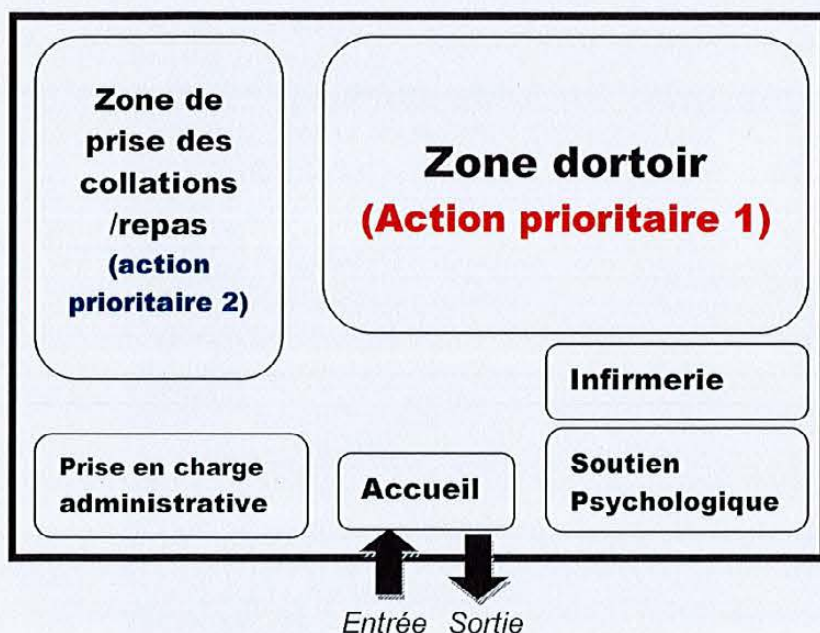 Zone de
prise des
collations
/repas
(action
prioritaire 2)
Zone dortoir
(Action prioritaire 1)
Infirmerie
Prise en charge
administrative
Accueil
Soutien
Psychologique
Entrée Sortie